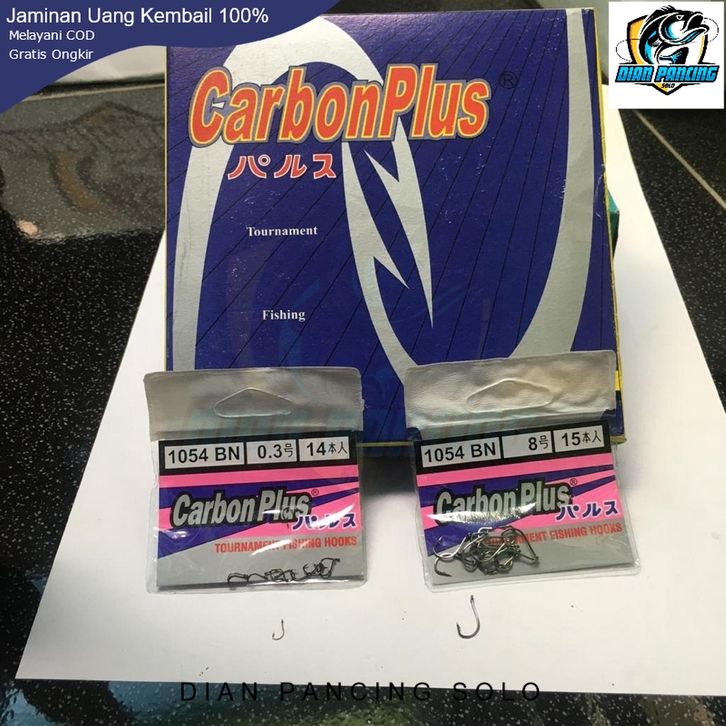 Jaminan Uang Kembail 100%
Melayani COD
Gratis Ongkir
DIAN PANCING
SOLO
CarbonPlus®
パルス
Tournament
Fishing
1054 BN 0.3号 14本入
Carbon Plus®
パルス
TOURNAMENT FISHING HOOKS
1054 BN 8号 15本入
Carbon Plus®
パルス
TOURNAMENT FISHING HOOKS
DIAN PANCING SOLO